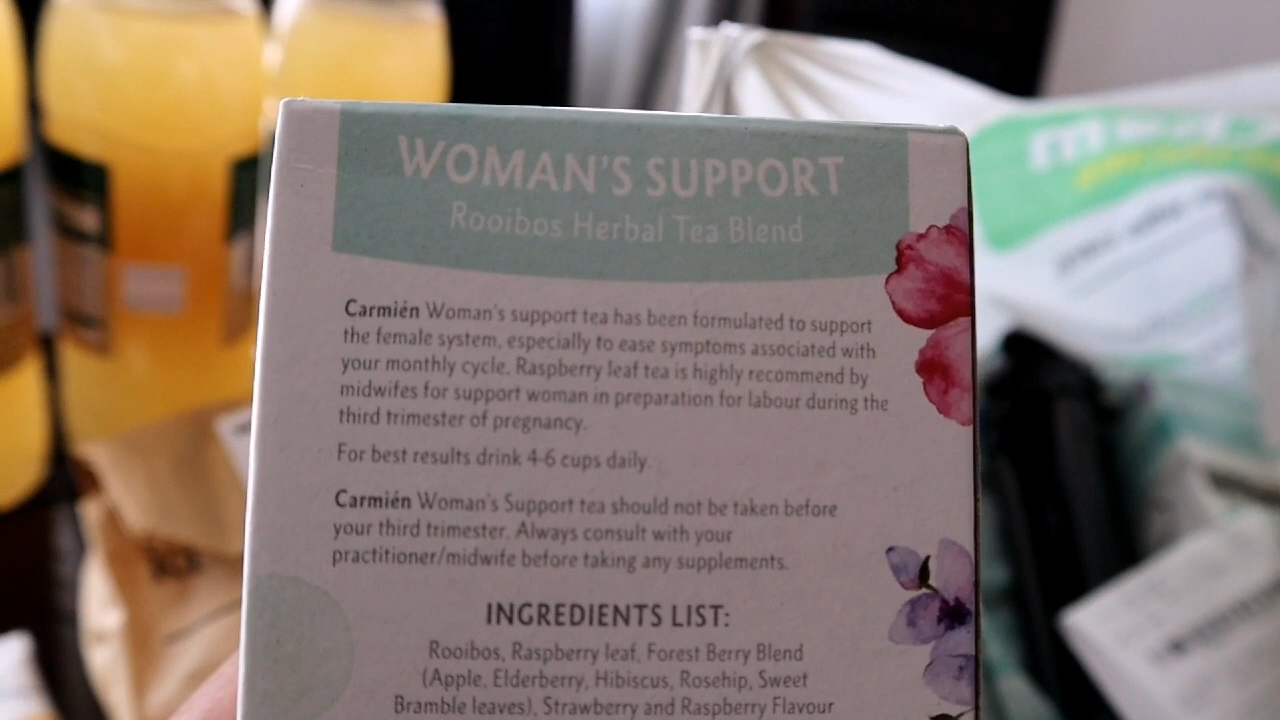 WOMAN'S SUPPORT
Rooibos Herbal Tea Blend
Carmién Woman's support tea has been formulated to support
the female system, especially to ease symptoms associated with
your monthly cycle. Raspberry leaf tea is highly recommend by
midwifes for support woman in preparation for labour during the
third trimester of pregnancy.
For best results drink 4-6 cups daily.
Carmién Woman's Support tea should not be taken before
your third trimester. Always consult with your
practitioner/midwife before taking any supplements.
INGREDIENTS LIST:
Rooibos, Raspberry leaf, Forest Berry Blend
(Apple, Elderberry, Hibiscus, Rosehip, Sweet
Bramble leaves), Strawberry and Raspberry Flavour